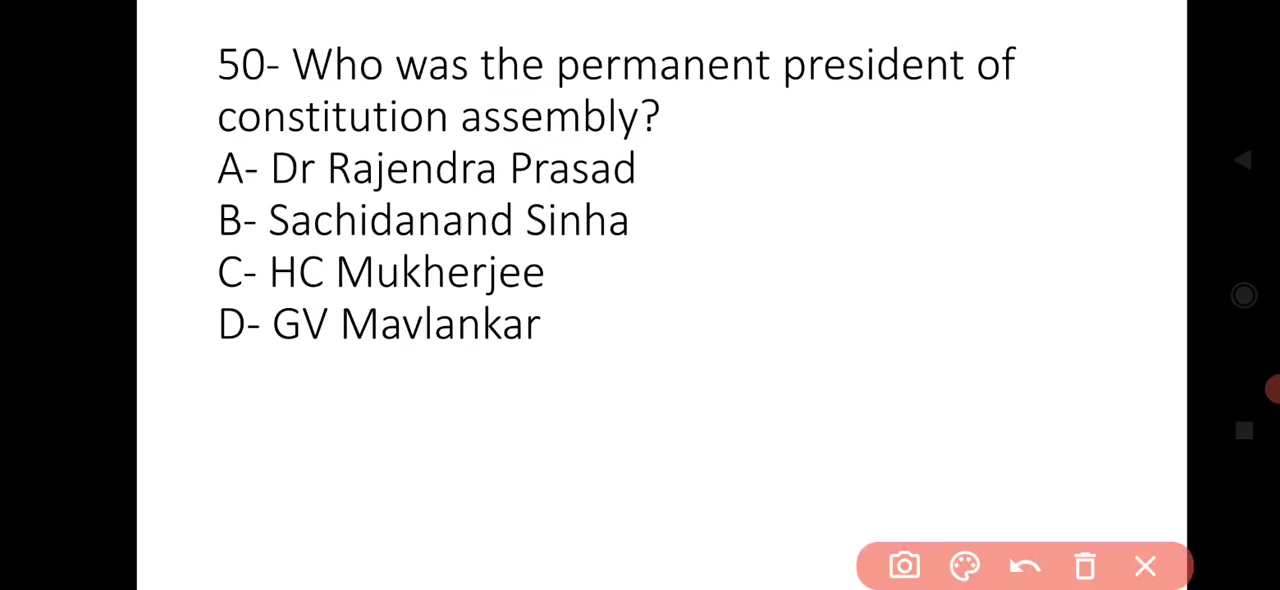 50- Who was the permanent president of
constitution assembly?
A- Dr Rajendra Prasad
B- Sachidanand Sinha
C- HC Mukherjee
D- GV Mavlankar